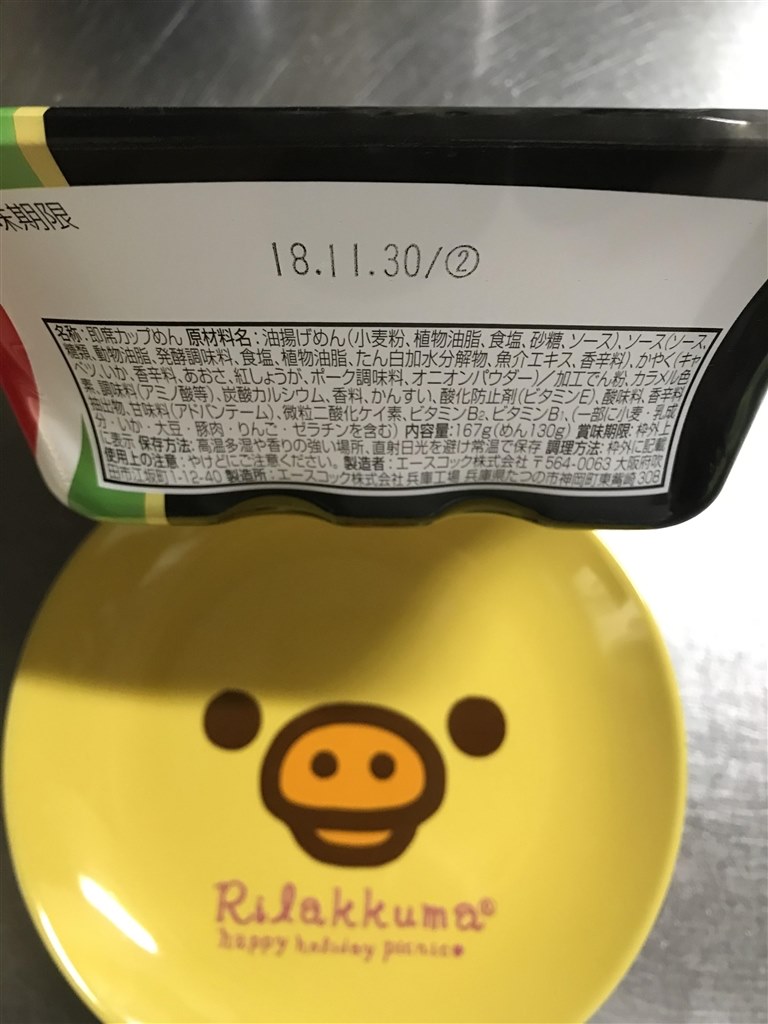 味期限
18.11.30/②
名称:即席カップめん 原材料名:油揚げめん(小麦粉、植物油脂、食塩、砂糖、ソース)、ソース(ソース、
糖類、動物油脂、発酵調味料、食塩、植物油脂、たん白加水分解物、魚介エキス、香辛料)、かやく(キャ
ベツ、いか、香辛料、あおさ、紅しょうが、ポーク調味料、オニオンパウダー)/加工でん粉、カラメル色
素、調味料(アミノ酸等)、炭酸カルシウム、香料、かんすい、酸化防止剤(ビタミンE)、酸味料、香辛料
抽出物、甘味料(アドバンテーム)、微粒二酸化ケイ素、ビタミンB₂、ビタミンB₁、(一部に小麦・乳成
分・いか・大豆・豚肉・りんご・ゼラチンを含む) 内容量:167g(めん130g) 賞味期限:枠外上
に表示 保存方法:高温多湿や香りの強い場所、直射日光を避け常温で保存 調理方法:枠外に記載
使用上の注意:やけどにご注意ください。製造者:エースコック株式会社 〒564-0063 大阪府吹
田市江坂町1-12-40 製造所:エースコック株式会社 兵庫工場 兵庫県たつの市神岡町東觜崎308
Rilakkuma®
happy holiday picnic